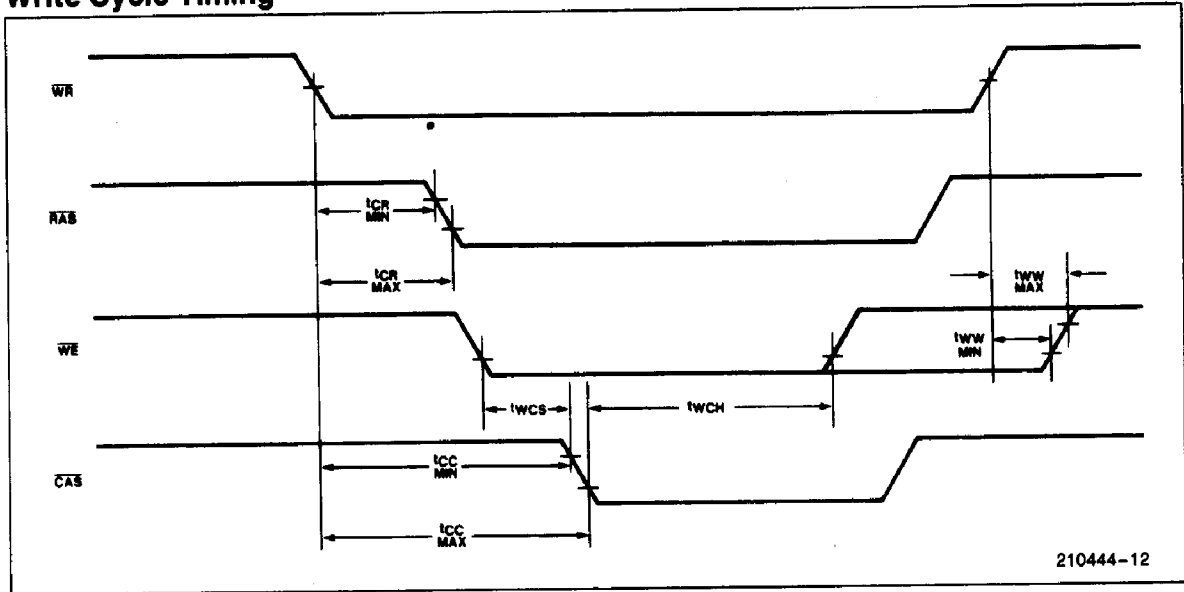 Write Cycle Timing
WR
RAS
tCR
MIN
tCR
MAX
tWW
MAX
WE
tWW
MIN
tWCS
tWCH
CAS
tCC
MIN
tCC
MAX
210444-12